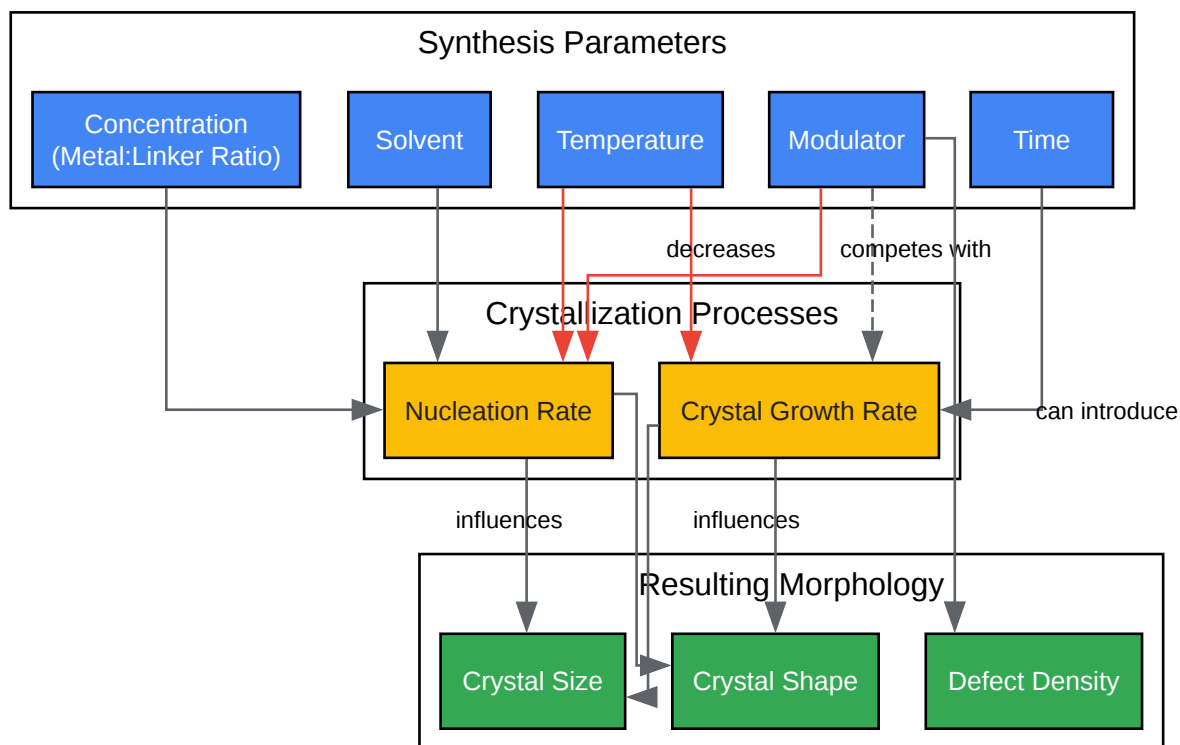 Synthesis Parameters
Concentration
(Metal:Linker Ratio)
Solvent
Temperature
Modulator
Time
decreases
competes with
Crystallization Processes
Nucleation Rate
Crystal Growth Rate
can introduce
influences
influences
Resulting Morphology
Crystal Size
Crystal Shape
Defect Density